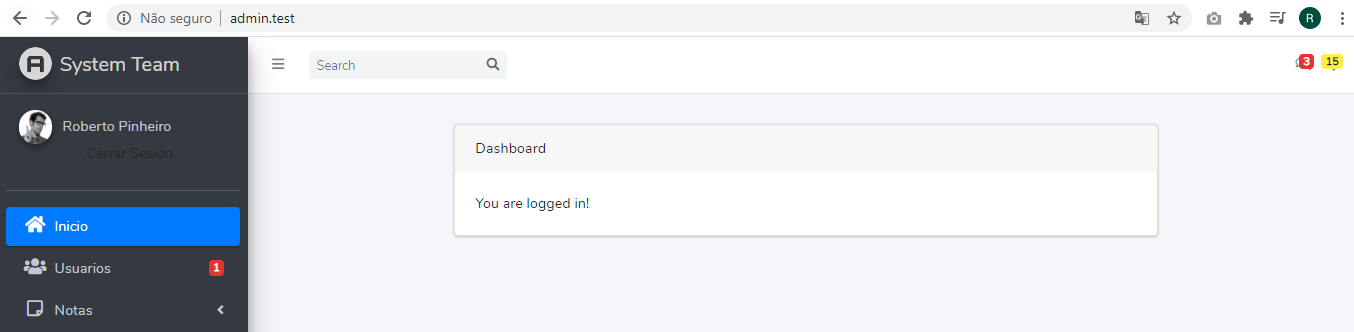 Não seguro
admin.test
R
System Team
Search
3
15
Roberto Pinheiro
Cerrar Sesión
Dashboard
You are logged in!
Inicio
Usuarios
1
Notas